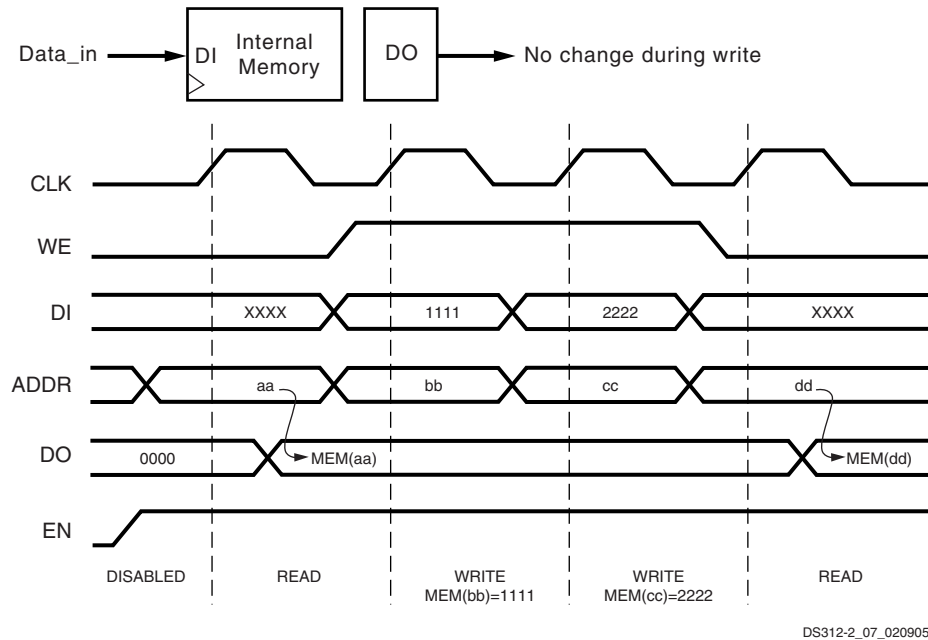 Data_in DI Internal Memory DO No change during write
CLK
WE
DI XXXX 1111 2222 XXXX
ADDR aa bb cc dd
DO 0000 MEM(aa) MEM(dd)
EN
DISABLED READ WRITE WRITE READ
MEM(bb)=1111 MEM(cc)=2222
DS312-2_07_020905